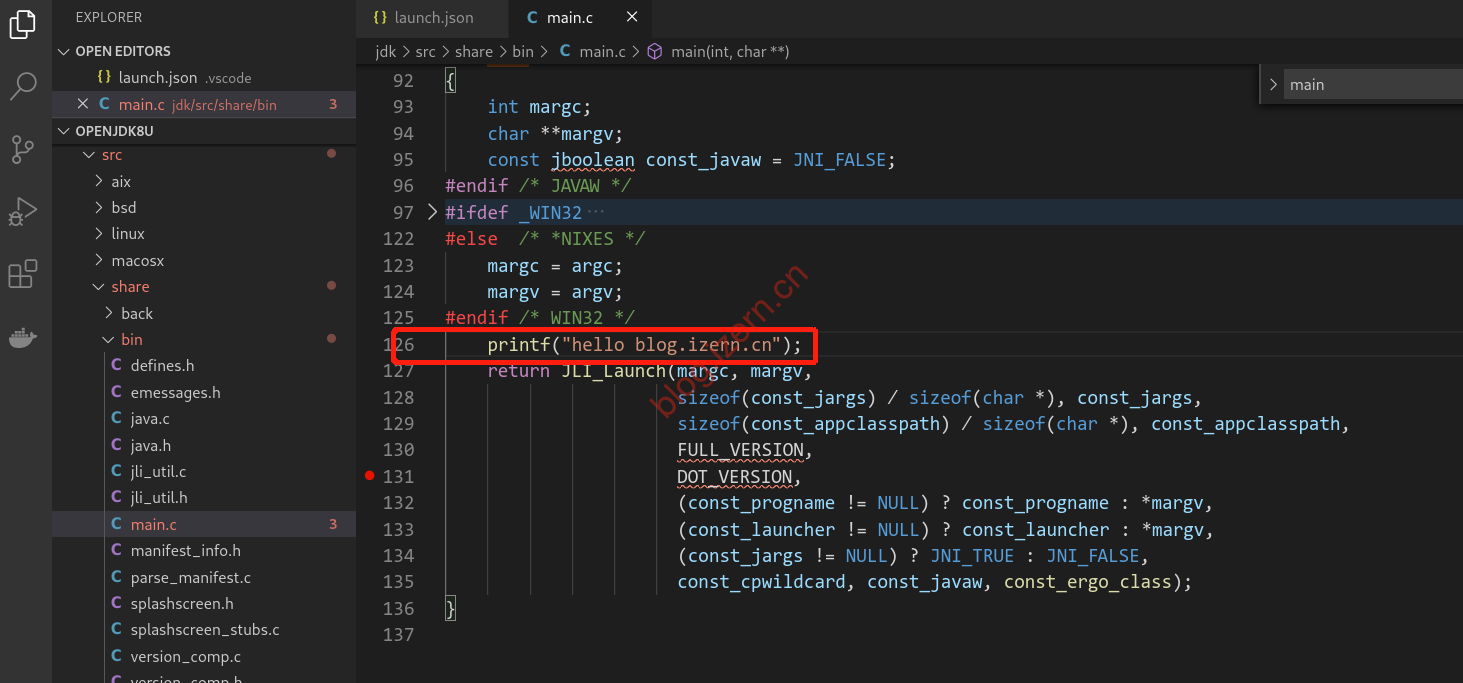 EXPLORER
OPEN EDITORS
{} launch.json .vscode
C main.c jdk/src/share/bin 3
OPENJDK8U
src
aix
bsd
linux
macosx
share
back
bin
C defines.h
C emessages.h
C java.c
C java.h
C jli_util.c
C jli_util.h
C main.c 3
C manifest_info.h
C parse_manifest.c
C splashscreen.h
C splashscreen_stubs.c
C version_comp.c
C version_comp.h
{} launch.json
C main.c
jdk > src > share > bin > C main.c > main(int, char **)
main
92 {
93 int margc;
94 char **margv;
95 const jboolean const_javaw = JNI_FALSE;
96 #endif /* JAVAW */
97 #ifdef _WIN32 ···
122 #else /* *NIXES */
123 margc = argc;
124 margv = argv;
125 #endif /* WIN32 */
126 printf("hello blog.izern.cn");
127 return JLI_Launch(margc, margv,
128 sizeof(const_jargs) / sizeof(char *), const_jargs,
129 sizeof(const_appclasspath) / sizeof(char *), const_appclasspath,
130 FULL_VERSION,
131 DOT_VERSION,
132 (const_progname != NULL) ? const_progname : *margv,
133 (const_launcher != NULL) ? const_launcher : *margv,
134 (const_jargs != NULL) ? JNI_TRUE : JNI_FALSE,
135 const_cpwildcard, const_javaw, const_ergo_class);
136 }
137
blog.izern.cn